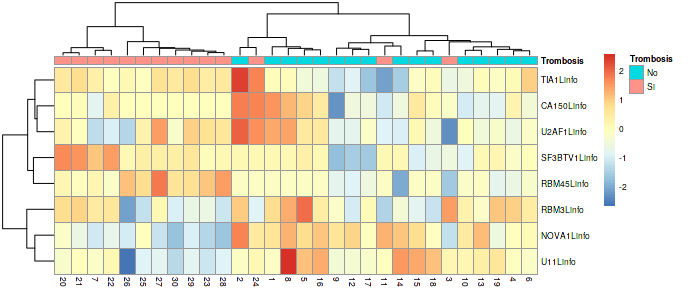 Trombosis
Trombosis
No
SI
TIA1Linfo
CA150Linfo
U2AF1Linfo
SF3BTV1Linfo
RBM45Linfo
RBM3Linfo
NOVA1Linfo
U11Linfo
2
1
0
-1
-2
20 21 7 22 26 25 27 30 29 23 28 2 24 1 8 5 16 9 12 17 11 14 15 18 3 10 13 19 4 6